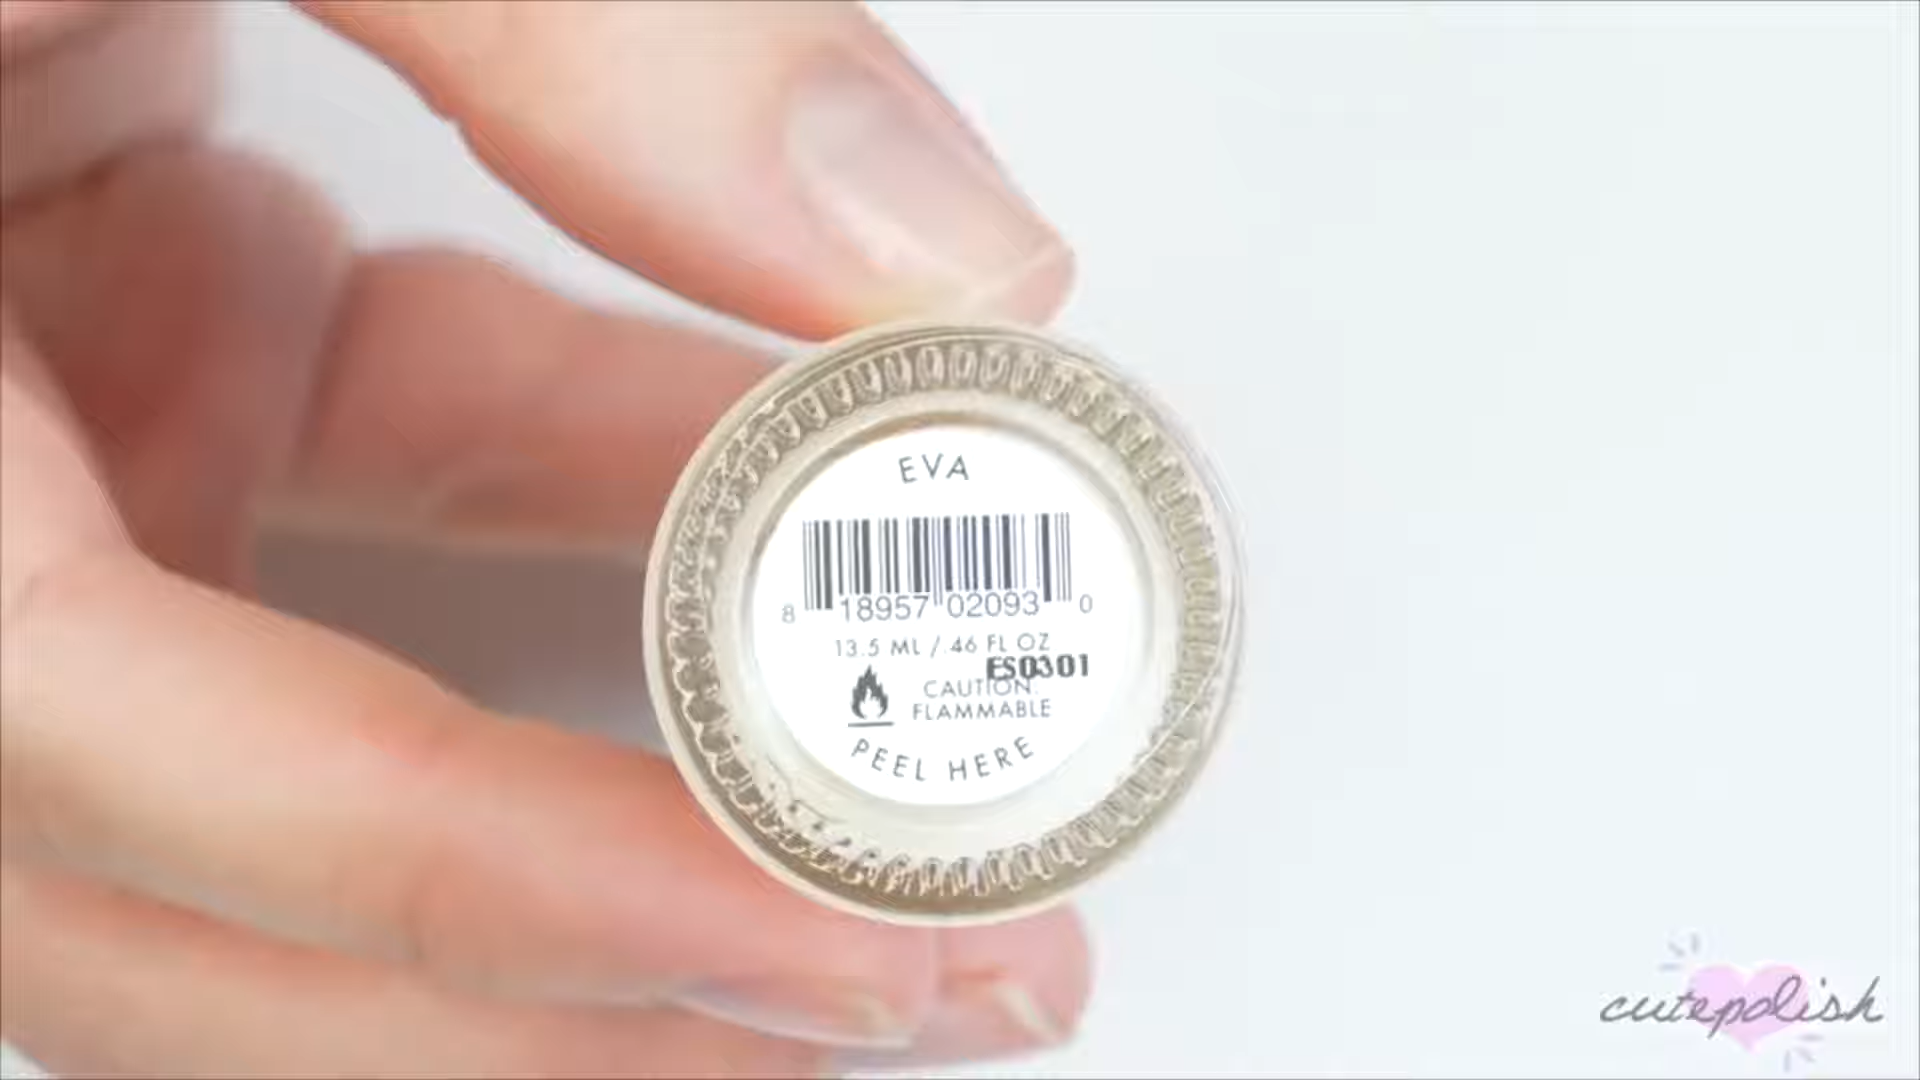 EVA
8 18957 02093 0
13.5 ML / .46 FL OZ
ES0301
CAUTION:
FLAMMABLE
PEEL HERE
cutepolish